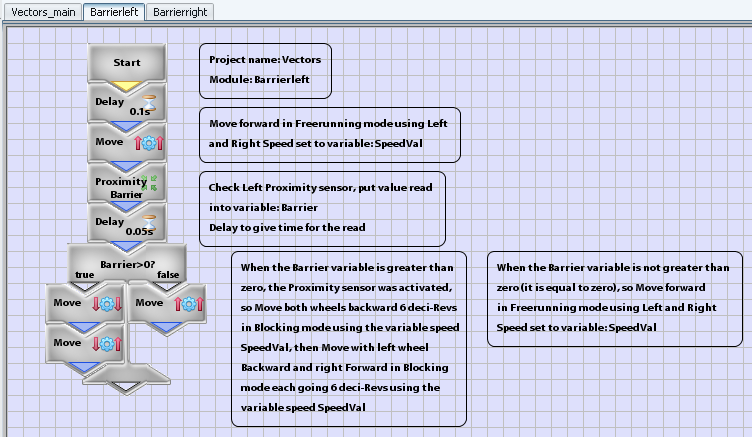 Vectors_main Barrierleft Barrierright
Start
Project name: Vectors
Module: Barrierleft
Delay
0.1s
Move
Move forward in Freerunning mode using Left
and Right Speed set to variable: SpeedVal
Proximity
Barrier
Check Left Proximity sensor, put value read
into variable: Barrier
Delay to give time for the read
Delay
0.05s
Barrier>0?
true false
Move Move
Move
When the Barrier variable is greater than
zero, the Proximity sensor was activated,
so Move both wheels backward 6 deci-Revs
in Blocking mode using the variable speed
SpeedVal, then Move with left wheel
Backward and right Forward in Blocking
mode each going 6 deci-Revs using the
variable speed SpeedVal
When the Barrier variable is not greater than
zero (it is equal to zero), so Move forward
in Freerunning mode using Left and Right
Speed set to variable: SpeedVal